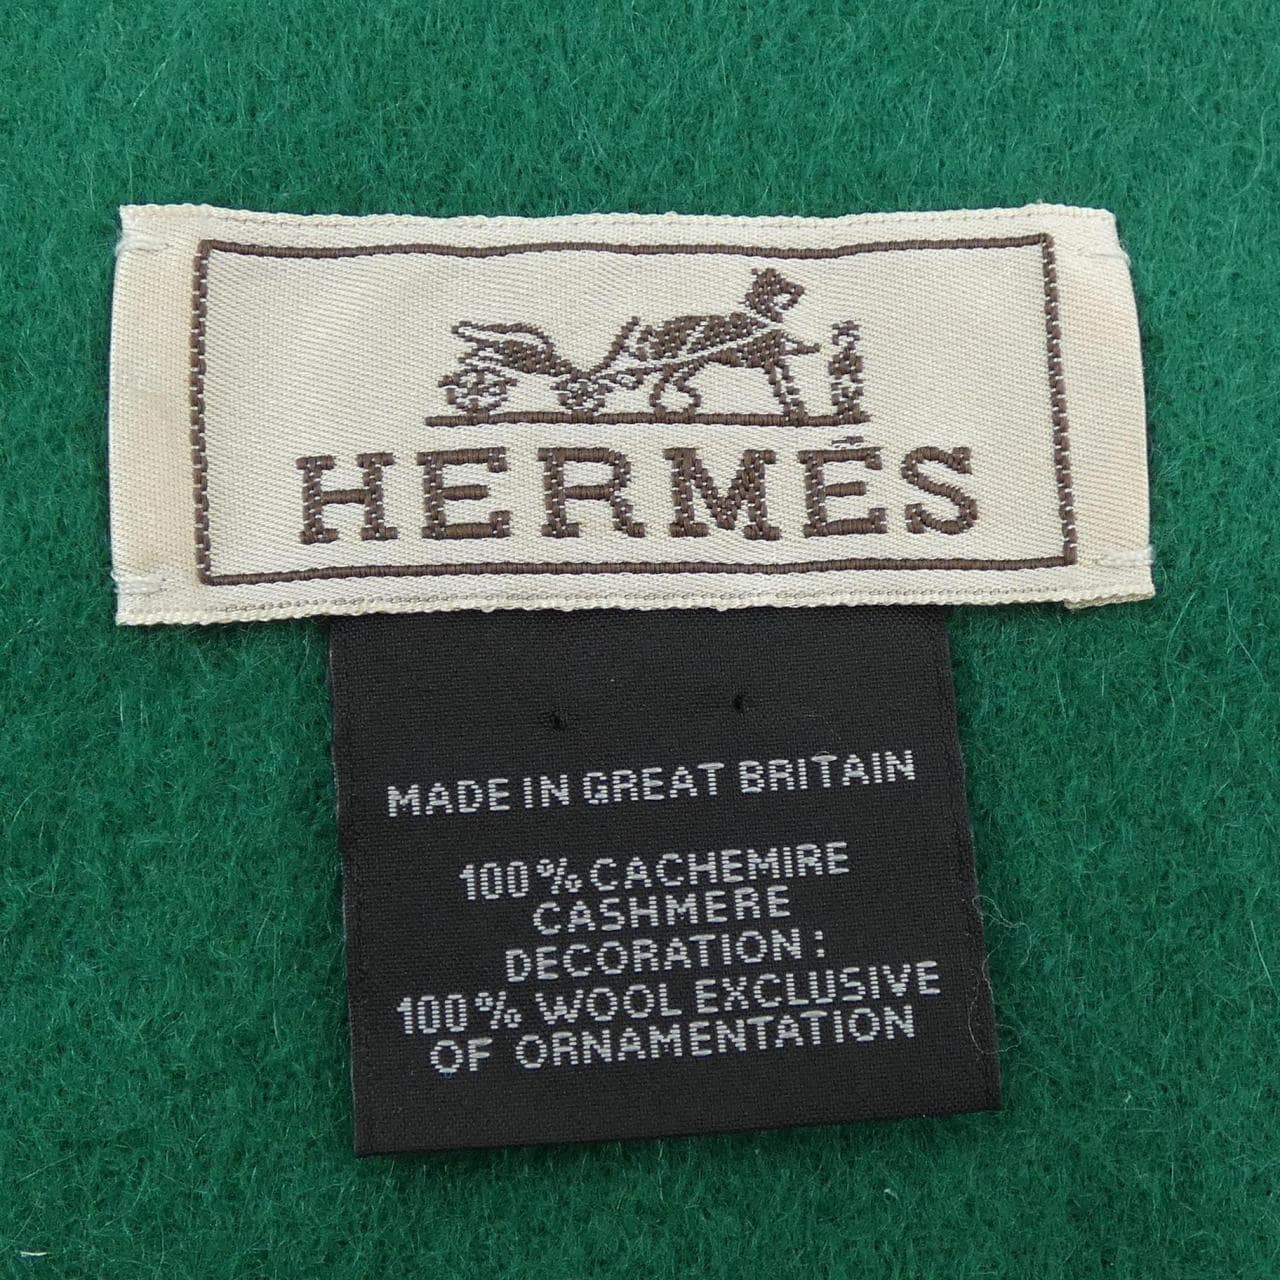 HERMÈS
MADE IN GREAT BRITAIN
100% CACHEMIRE
CASHMERE
DECORATION :
100% WOOL EXCLUSIVE
OF ORNAMENTATION